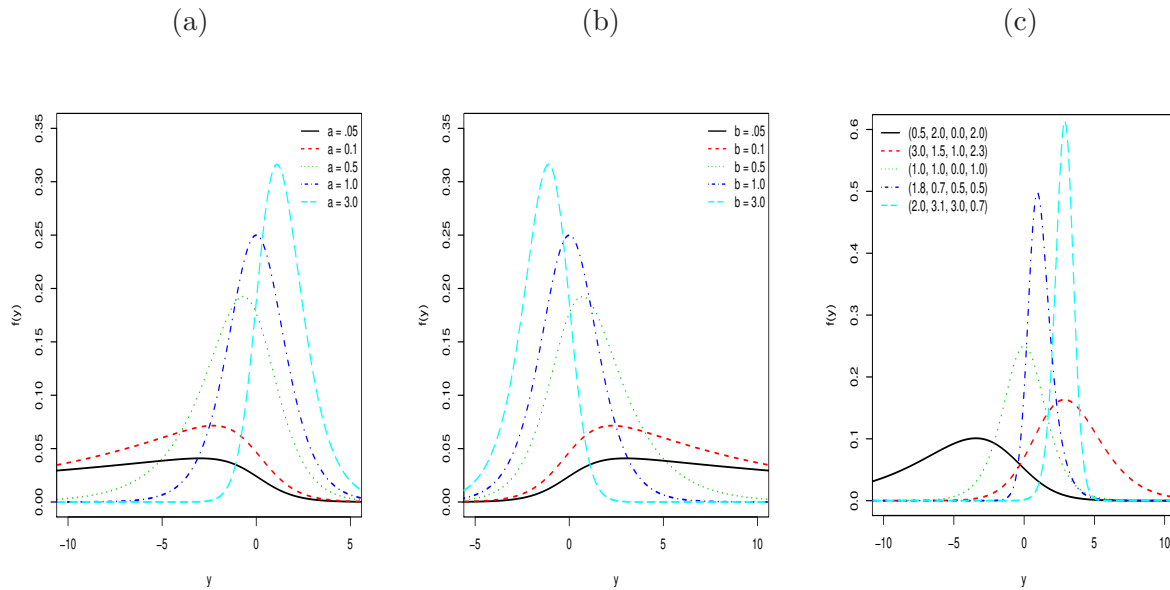 (a)
(b)
(c)
a = .05
a = 0.1
a = 0.5
a = 1.0
a = 3.0
f(y)
0.00
0.05
0.10
0.15
0.20
0.25
0.30
0.35
−10
−5
0
5
y
b = .05
b = 0.1
b = 0.5
b = 1.0
b = 3.0
f(y)
0.00
0.05
0.10
0.15
0.20
0.25
0.30
0.35
−5
0
5
10
y
(0.5, 2.0, 0.0, 2.0)
(3.0, 1.5, 1.0, 2.3)
(1.0, 1.0, 0.0, 1.0)
(1.8, 0.7, 0.5, 0.5)
(2.0, 3.1, 3.0, 0.7)
f(y)
0.0
0.1
0.2
0.3
0.4
0.5
0.6
−10
−5
0
5
10
y